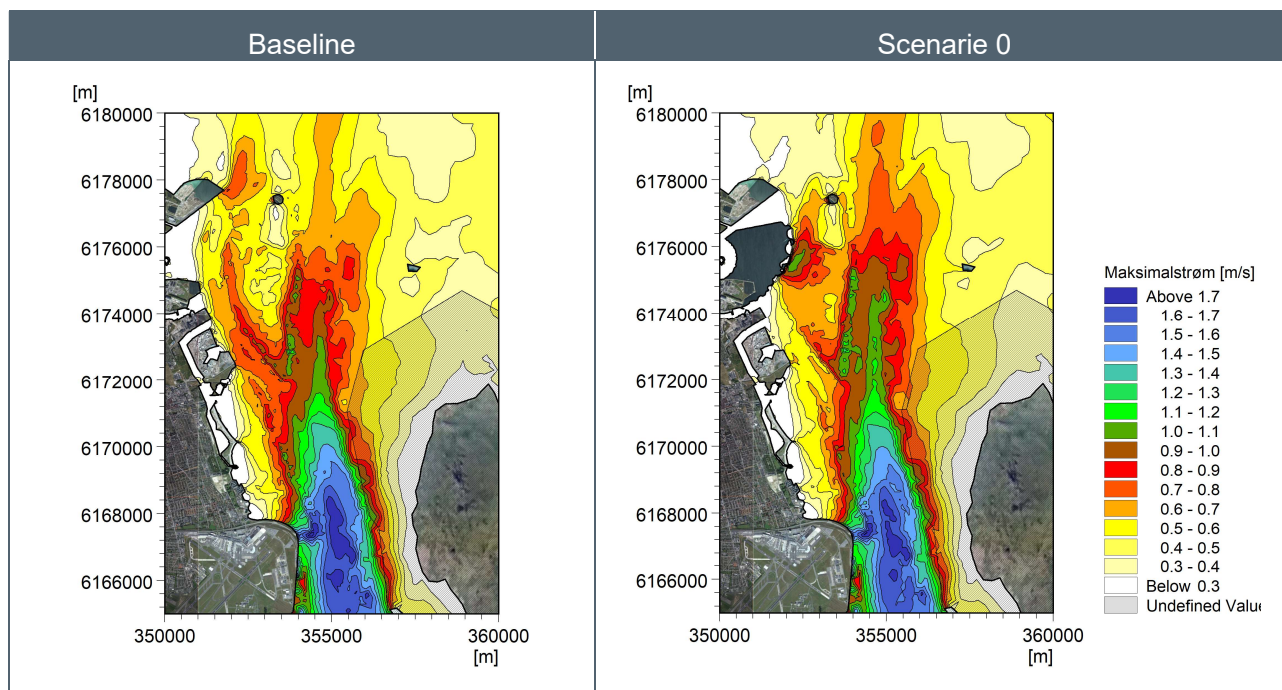 Baseline
Scenarie 0
[m]
6180000
6178000
6176000
6174000
6172000
6170000
6168000
6166000
350000
355000
360000
[m]
[m]
6180000
6178000
6176000
6174000
6172000
6170000
6168000
6166000
350000
355000
360000
[m]
Maksimalstrøm [m/s]
Above 1.7
1.6 - 1.7
1.5 - 1.6
1.4 - 1.5
1.3 - 1.4
1.2 - 1.3
1.1 - 1.2
1.0 - 1.1
0.9 - 1.0
0.8 - 0.9
0.7 - 0.8
0.6 - 0.7
0.5 - 0.6
0.4 - 0.5
0.3 - 0.4
Below 0.3
Undefined Value